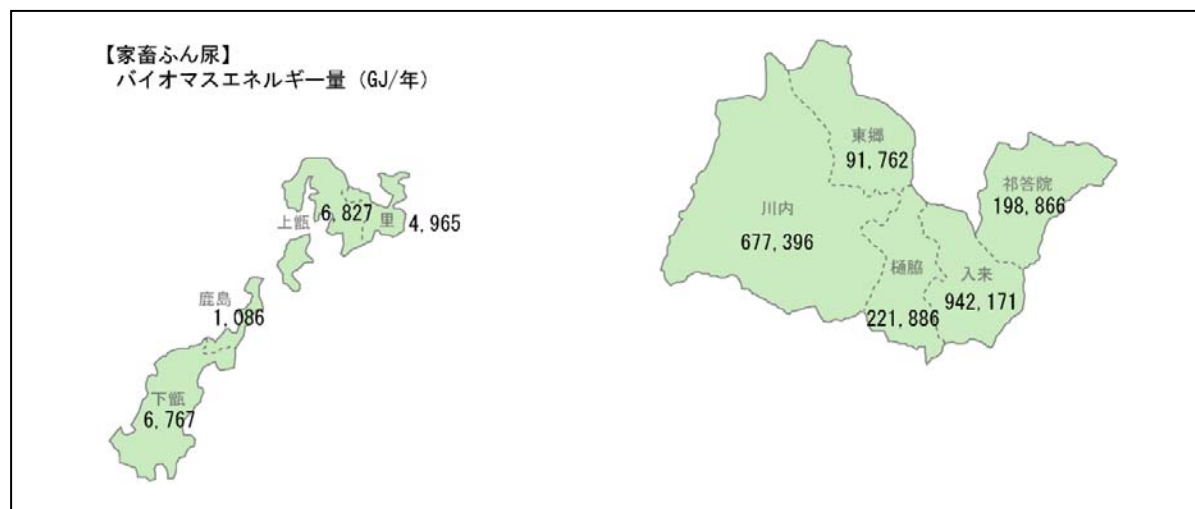 【家畜ふん尿】
バイオマスエネルギー量（GJ/年）
東郷
91,762
祁答院
198,866
川内
677,396
樋脇
221,886
入来
942,171
上甑
6,827
里
4,965
鹿島
1,086
下甑
6,767